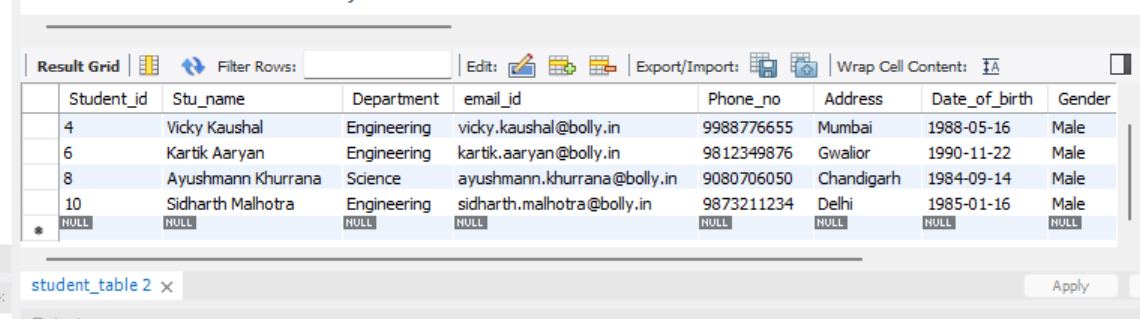 Result Grid Filter Rows: Edit: Export/Import: Wrap Cell Content: IA
Student_id Stu_name Department email_id Phone_no Address Date_of_birth Gender
4 Vicky Kaushal Engineering vicky.kaushal@bolly.in 9988776655 Mumbai 1988-05-16 Male
6 Kartik Aaryan Engineering kartik.aaryan@bolly.in 9812349876 Gwalior 1990-11-22 Male
8 Ayushmann Khurrana Science ayushmann.khurrana@bolly.in 9080706050 Chandigarh 1984-09-14 Male
10 Sidharth Malhotra Engineering sidharth.malhotra@bolly.in 9873211234 Delhi 1985-01-16 Male
NULL NULL NULL NULL NULL NULL NULL NULL
student_table 2 Apply